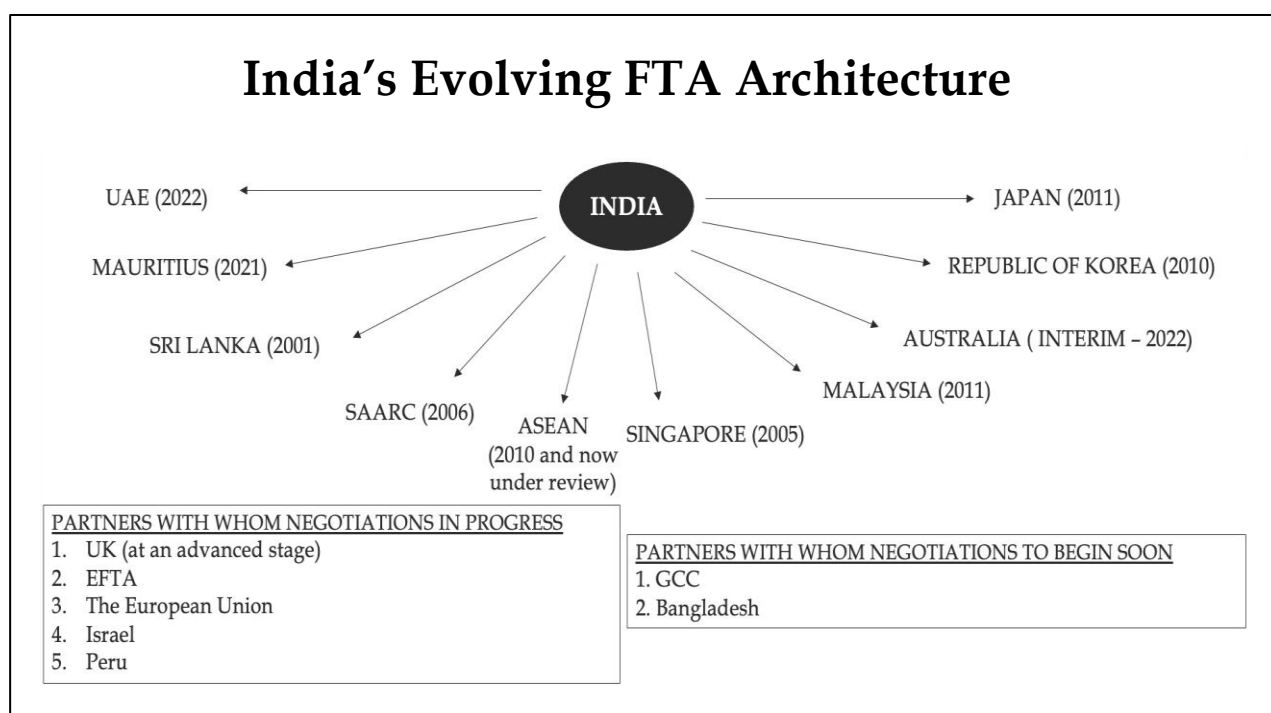 India’s Evolving FTA Architecture
INDIA
UAE (2022)
JAPAN (2011)
MAURITIUS (2021)
REPUBLIC OF KOREA (2010)
SRI LANKA (2001)
AUSTRALIA ( INTERIM – 2022)
MALAYSIA (2011)
SAARC (2006)
ASEAN
(2010 and now
under review)
SINGAPORE (2005)
PARTNERS WITH WHOM NEGOTIATIONS IN PROGRESS
1. UK (at an advanced stage)
2. EFTA
3. The European Union
4. Israel
5. Peru
PARTNERS WITH WHOM NEGOTIATIONS TO BEGIN SOON
1. GCC
2. Bangladesh